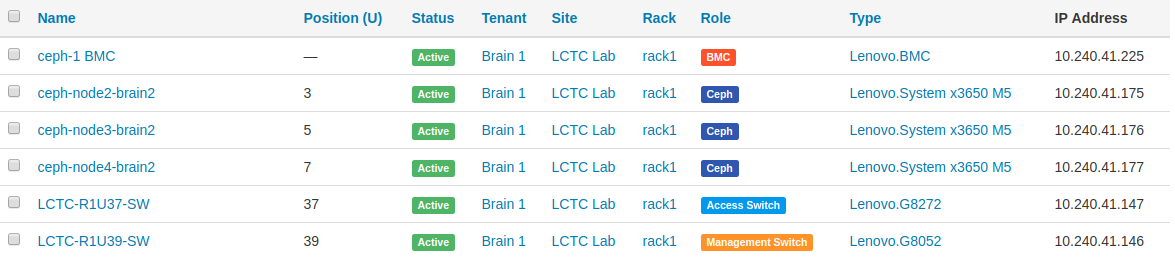 Name Position (U) Status Tenant Site Rack Role Type IP Address
ceph-1 BMC — Active Brain 1 LCTC Lab rack1 BMC Lenovo.BMC 10.240.41.225
ceph-node2-brain2 3 Active Brain 1 LCTC Lab rack1 Ceph Lenovo.System x3650 M5 10.240.41.175
ceph-node3-brain2 5 Active Brain 1 LCTC Lab rack1 Ceph Lenovo.System x3650 M5 10.240.41.176
ceph-node4-brain2 7 Active Brain 1 LCTC Lab rack1 Ceph Lenovo.System x3650 M5 10.240.41.177
LCTC-R1U37-SW 37 Active Brain 1 LCTC Lab rack1 Access Switch Lenovo.G8272 10.240.41.147
LCTC-R1U39-SW 39 Active Brain 1 LCTC Lab rack1 Management Switch Lenovo.G8052 10.240.41.146